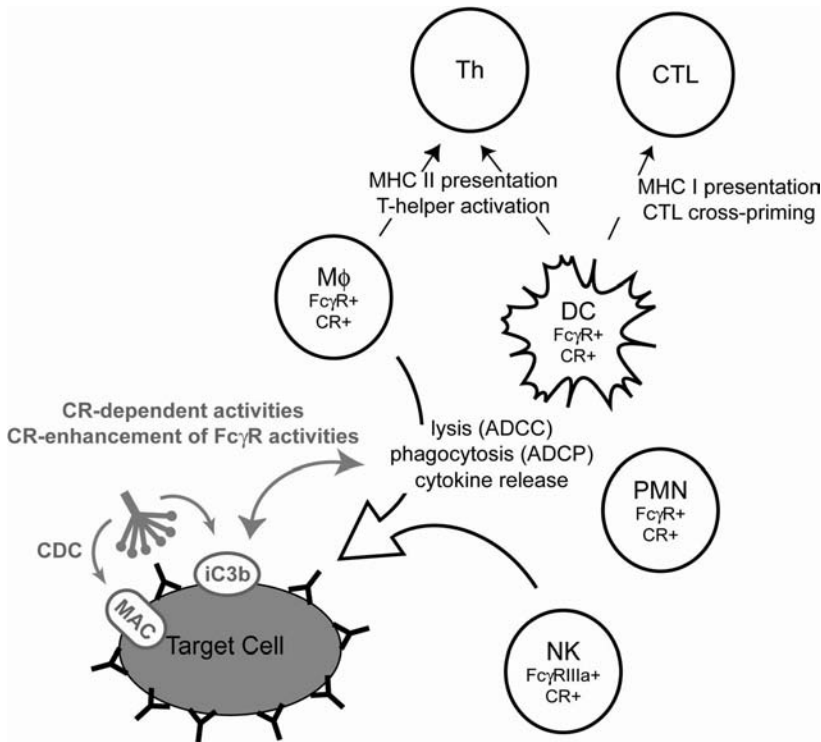 Th
CTL
MHC II presentation
T-helper activation
MHC I presentation
CTL cross-priming
Mϕ
FcγR+
CR+
DC
FcγR+
CR+
CR-dependent activities
CR-enhancement of FcγR activities
lysis (ADCC)
phagocytosis (ADCP)
cytokine release
PMN
FcγR+
CR+
CDC
iC3b
MAC
Target Cell
NK
FcγRIIIa+
CR+